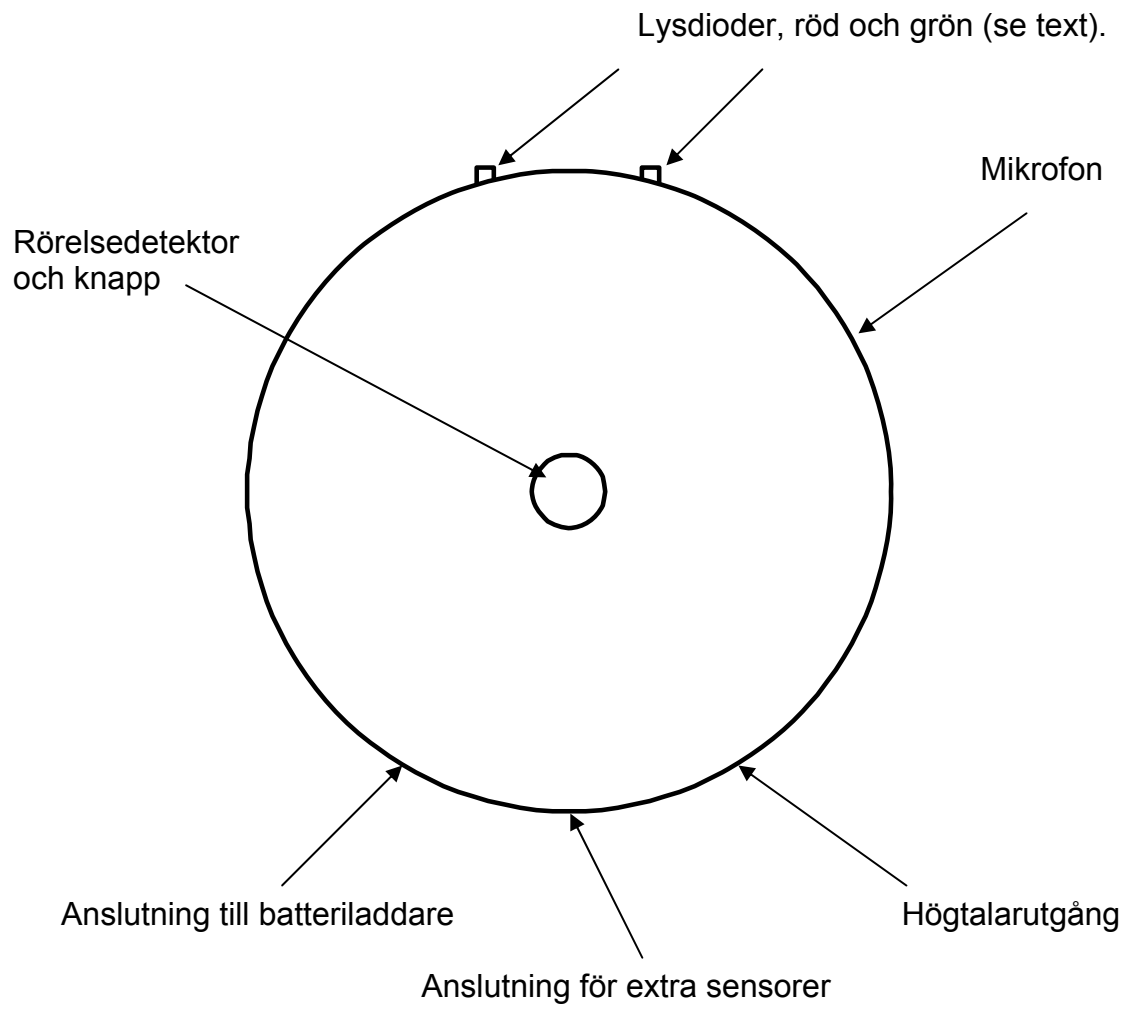 Lysdioder, röd och grön (se text).
Mikrofon
Rörelsedetektor
och knapp
Anslutning till batteriladdare
Högtalarutgång
Anslutning för extra sensorer